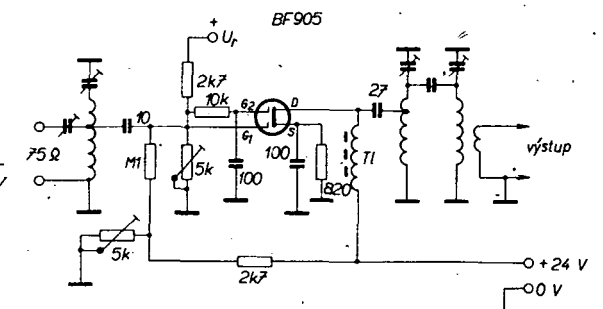 BF905
+
Ur
2k7
10k
G2
D
27
10
G1
S
75 Ω
M1
5k
100
100
820
Tl
výstup
5k
2k7
+24 V
0 V